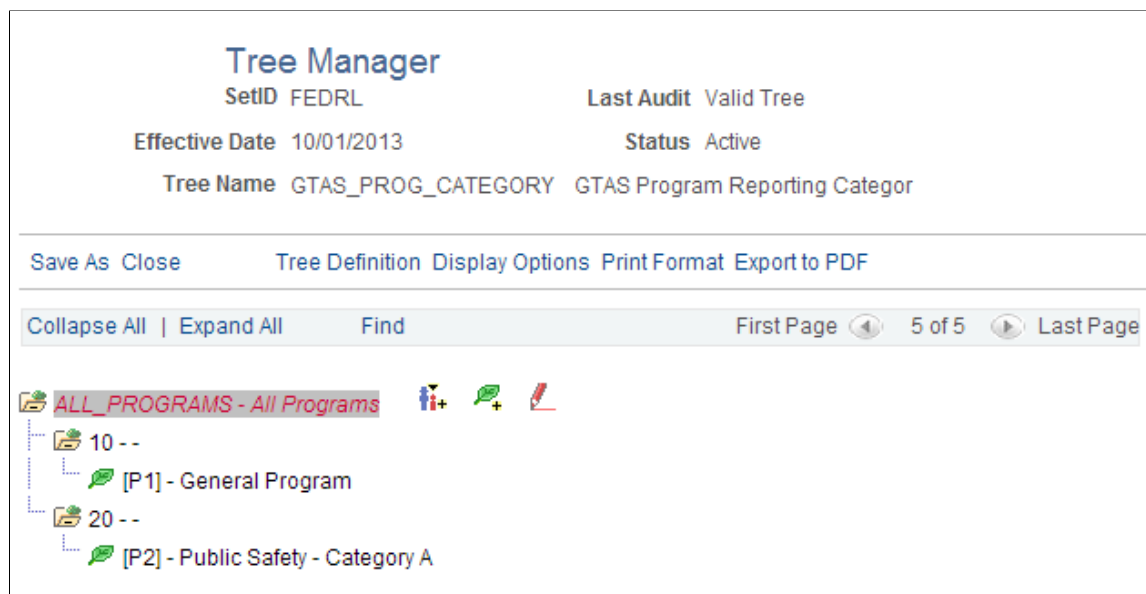 Tree Manager
SetID FEDRL Last Audit Valid Tree
Effective Date 10/01/2013 Status Active
Tree Name GTAS_PROG_CATEGORY GTAS Program Reporting Categor
Save As Close Tree Definition Display Options Print Format Export to PDF
Collapse All | Expand All Find First Page 5 of 5 Last Page
ALL_PROGRAMS - All Programs
10 - -
[P1] - General Program
20 - -
[P2] - Public Safety - Category A